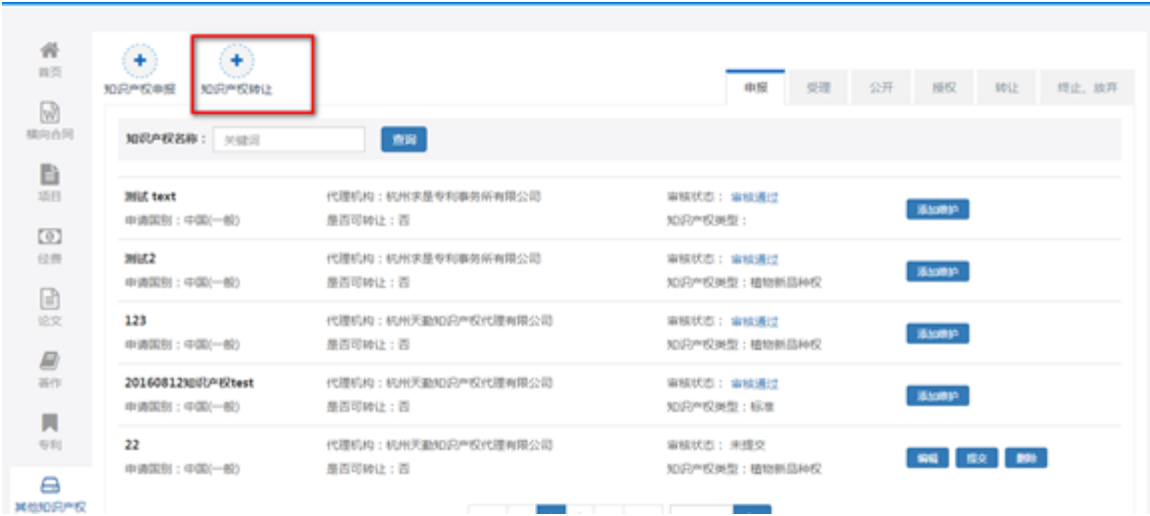 首页
横向合同
项目
经费
论文
著作
专利
其他知识产权
知识产权申报 知识产权转让
申报 受理 公开 授权 转让 终止、放弃
知识产权名称： 关键词 查询
测试 text 代理机构：杭州求是专利事务所有限公司 审核状态： 审核通过 添加维护
申请国别：中国(一般) 是否可转让：否 知识产权类型：
测试2 代理机构：杭州求是专利事务所有限公司 审核状态： 审核通过 添加维护
申请国别：中国(一般) 是否可转让：否 知识产权类型：植物新品种权
123 代理机构：杭州天勤知识产权代理有限公司 审核状态： 审核通过 添加维护
申请国别：中国(一般) 是否可转让：否 知识产权类型：植物新品种权
20160812知识产权test 代理机构：杭州天勤知识产权代理有限公司 审核状态： 审核通过 添加维护
申请国别：中国(一般) 是否可转让：否 知识产权类型：标准
22 代理机构：杭州天勤知识产权代理有限公司 审核状态： 未提交 编辑 提交 删除
申请国别：中国(一般) 是否可转让：否 知识产权类型：植物新品种权